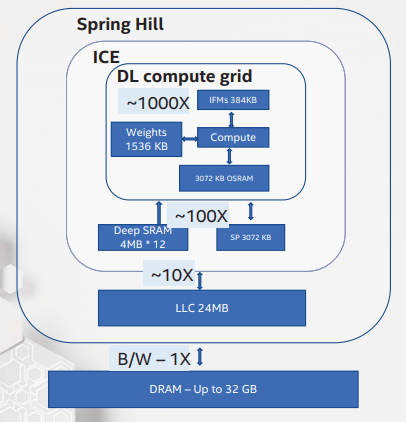 Spring Hill
ICE
DL compute grid
~1000X
IFMs 384KB
Weights
1536 KB
Compute
3072 KB OSRAM
~100X
Deep SRAM
4MB * 12
SP 3072 KB
~10X
LLC 24MB
B/W – 1X
DRAM – Up to 32 GB